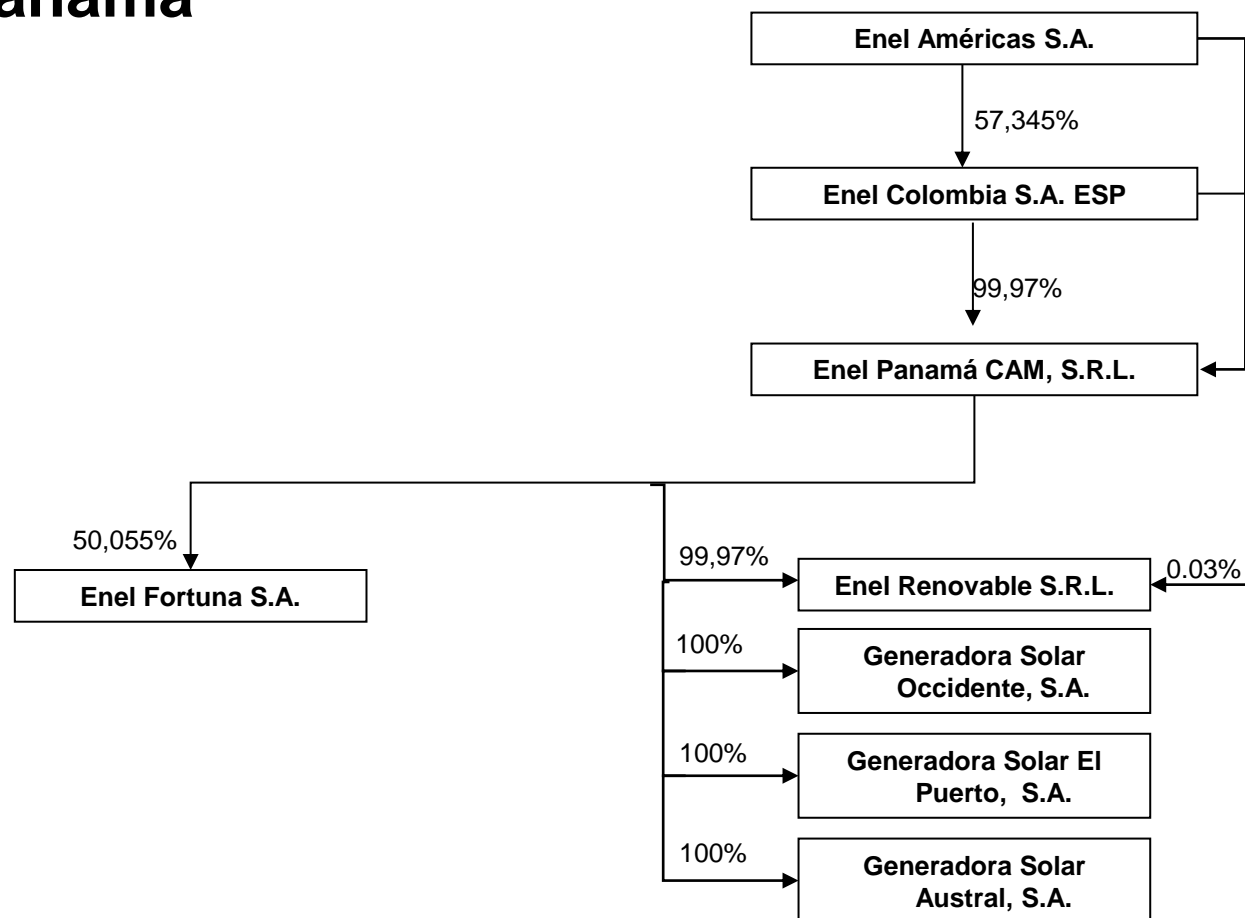 anamá
Enel Américas S.A.
57,345%
Enel Colombia S.A. ESP
99,97%
Enel Panamá CAM, S.R.L.
50,055%
Enel Fortuna S.A.
99,97%
Enel Renovable S.R.L.
0.03%
100%
Generadora Solar
Occidente, S.A.
100%
Generadora Solar El
Puerto, S.A.
100%
Generadora Solar
Austral, S.A.